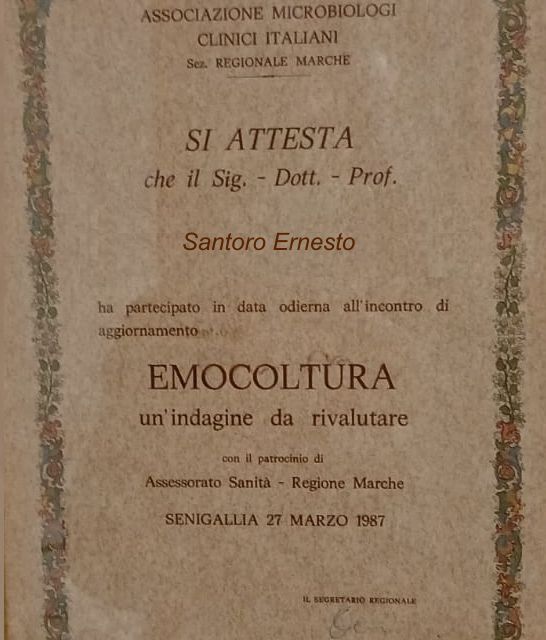 ASSOCIAZIONE MICROBIOLOGI
CLINICI ITALIANI
Sez. REGIONALE MARCHE
SI ATTESTA
che il Sig. - Dott. - Prof.
Santoro Ernesto
ha partecipato in data odierna all'incontro di
aggiornamento
EMOCOLTURA
un'indagine da rivalutare
con il patrocinio di
Assessorato Sanità - Regione Marche
SENIGALLIA 27 MARZO 1987
IL SEGRETARIO REGIONALE